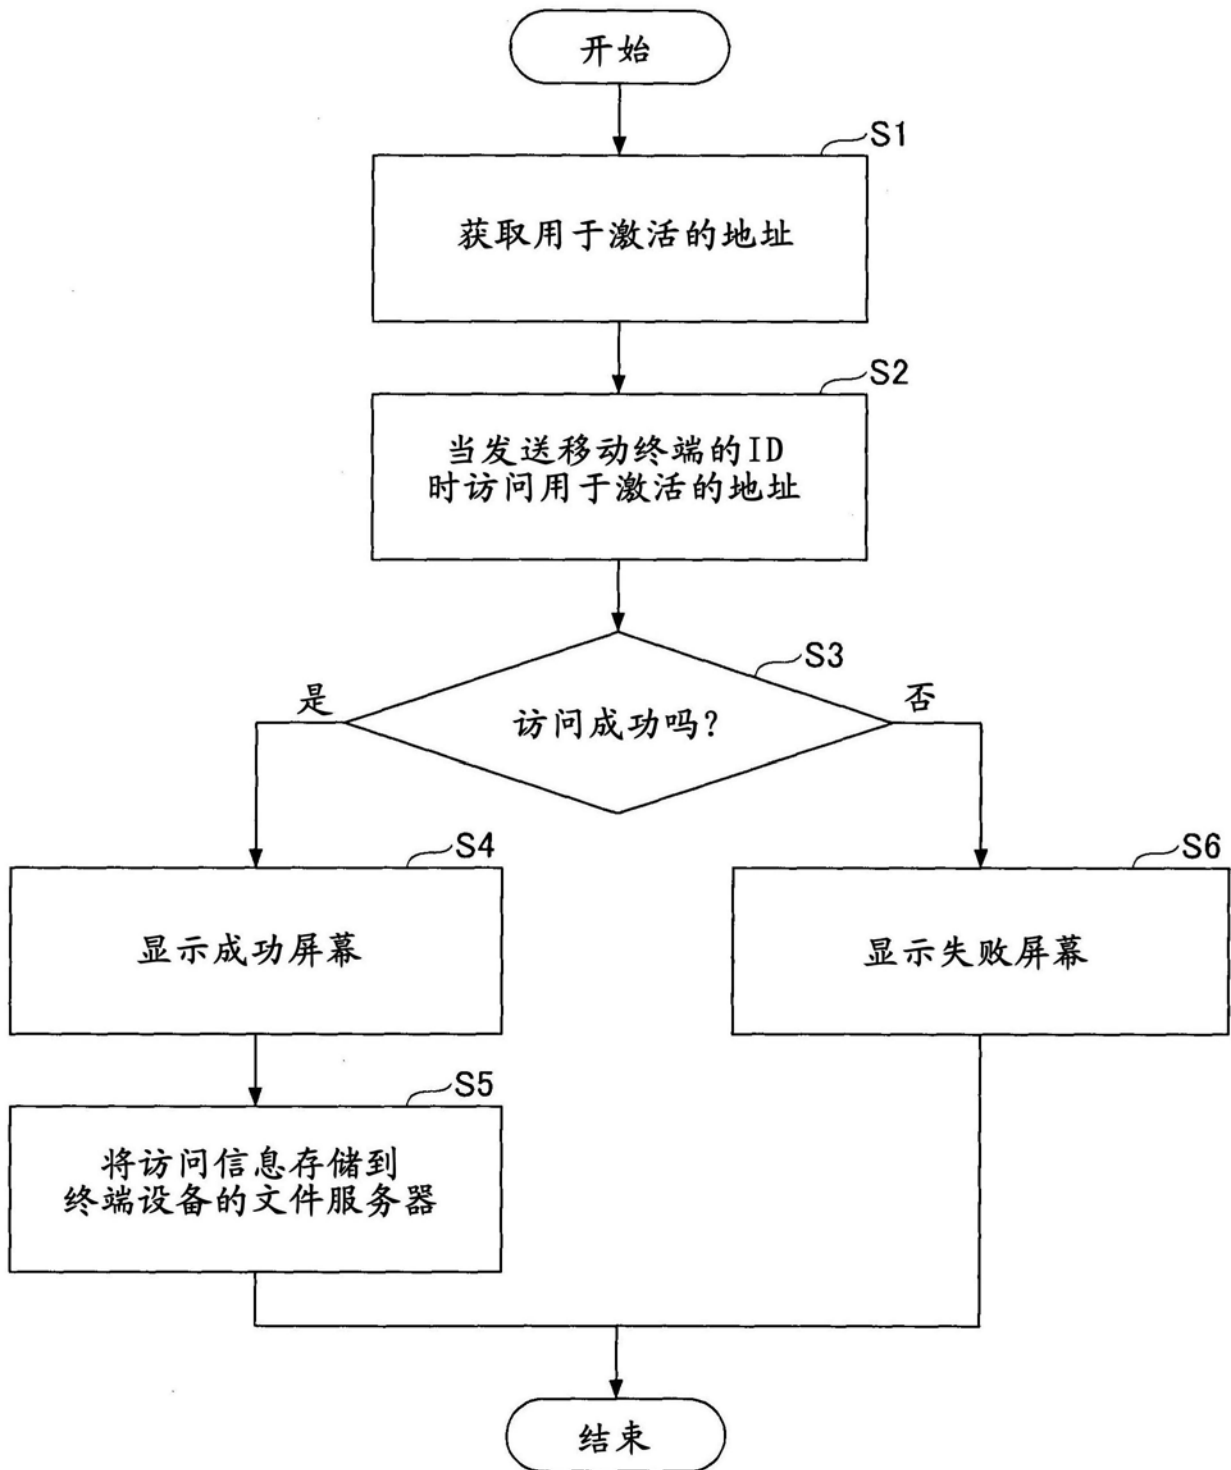 开始
S1
获取用于激活的地址
S2
当发送移动终端的ID
时访问用于激活的地址
S3
是
否
访问成功吗?
S4
显示成功屏幕
S6
显示失败屏幕
S5
将访问信息存储到
终端设备的文件服务器
结束